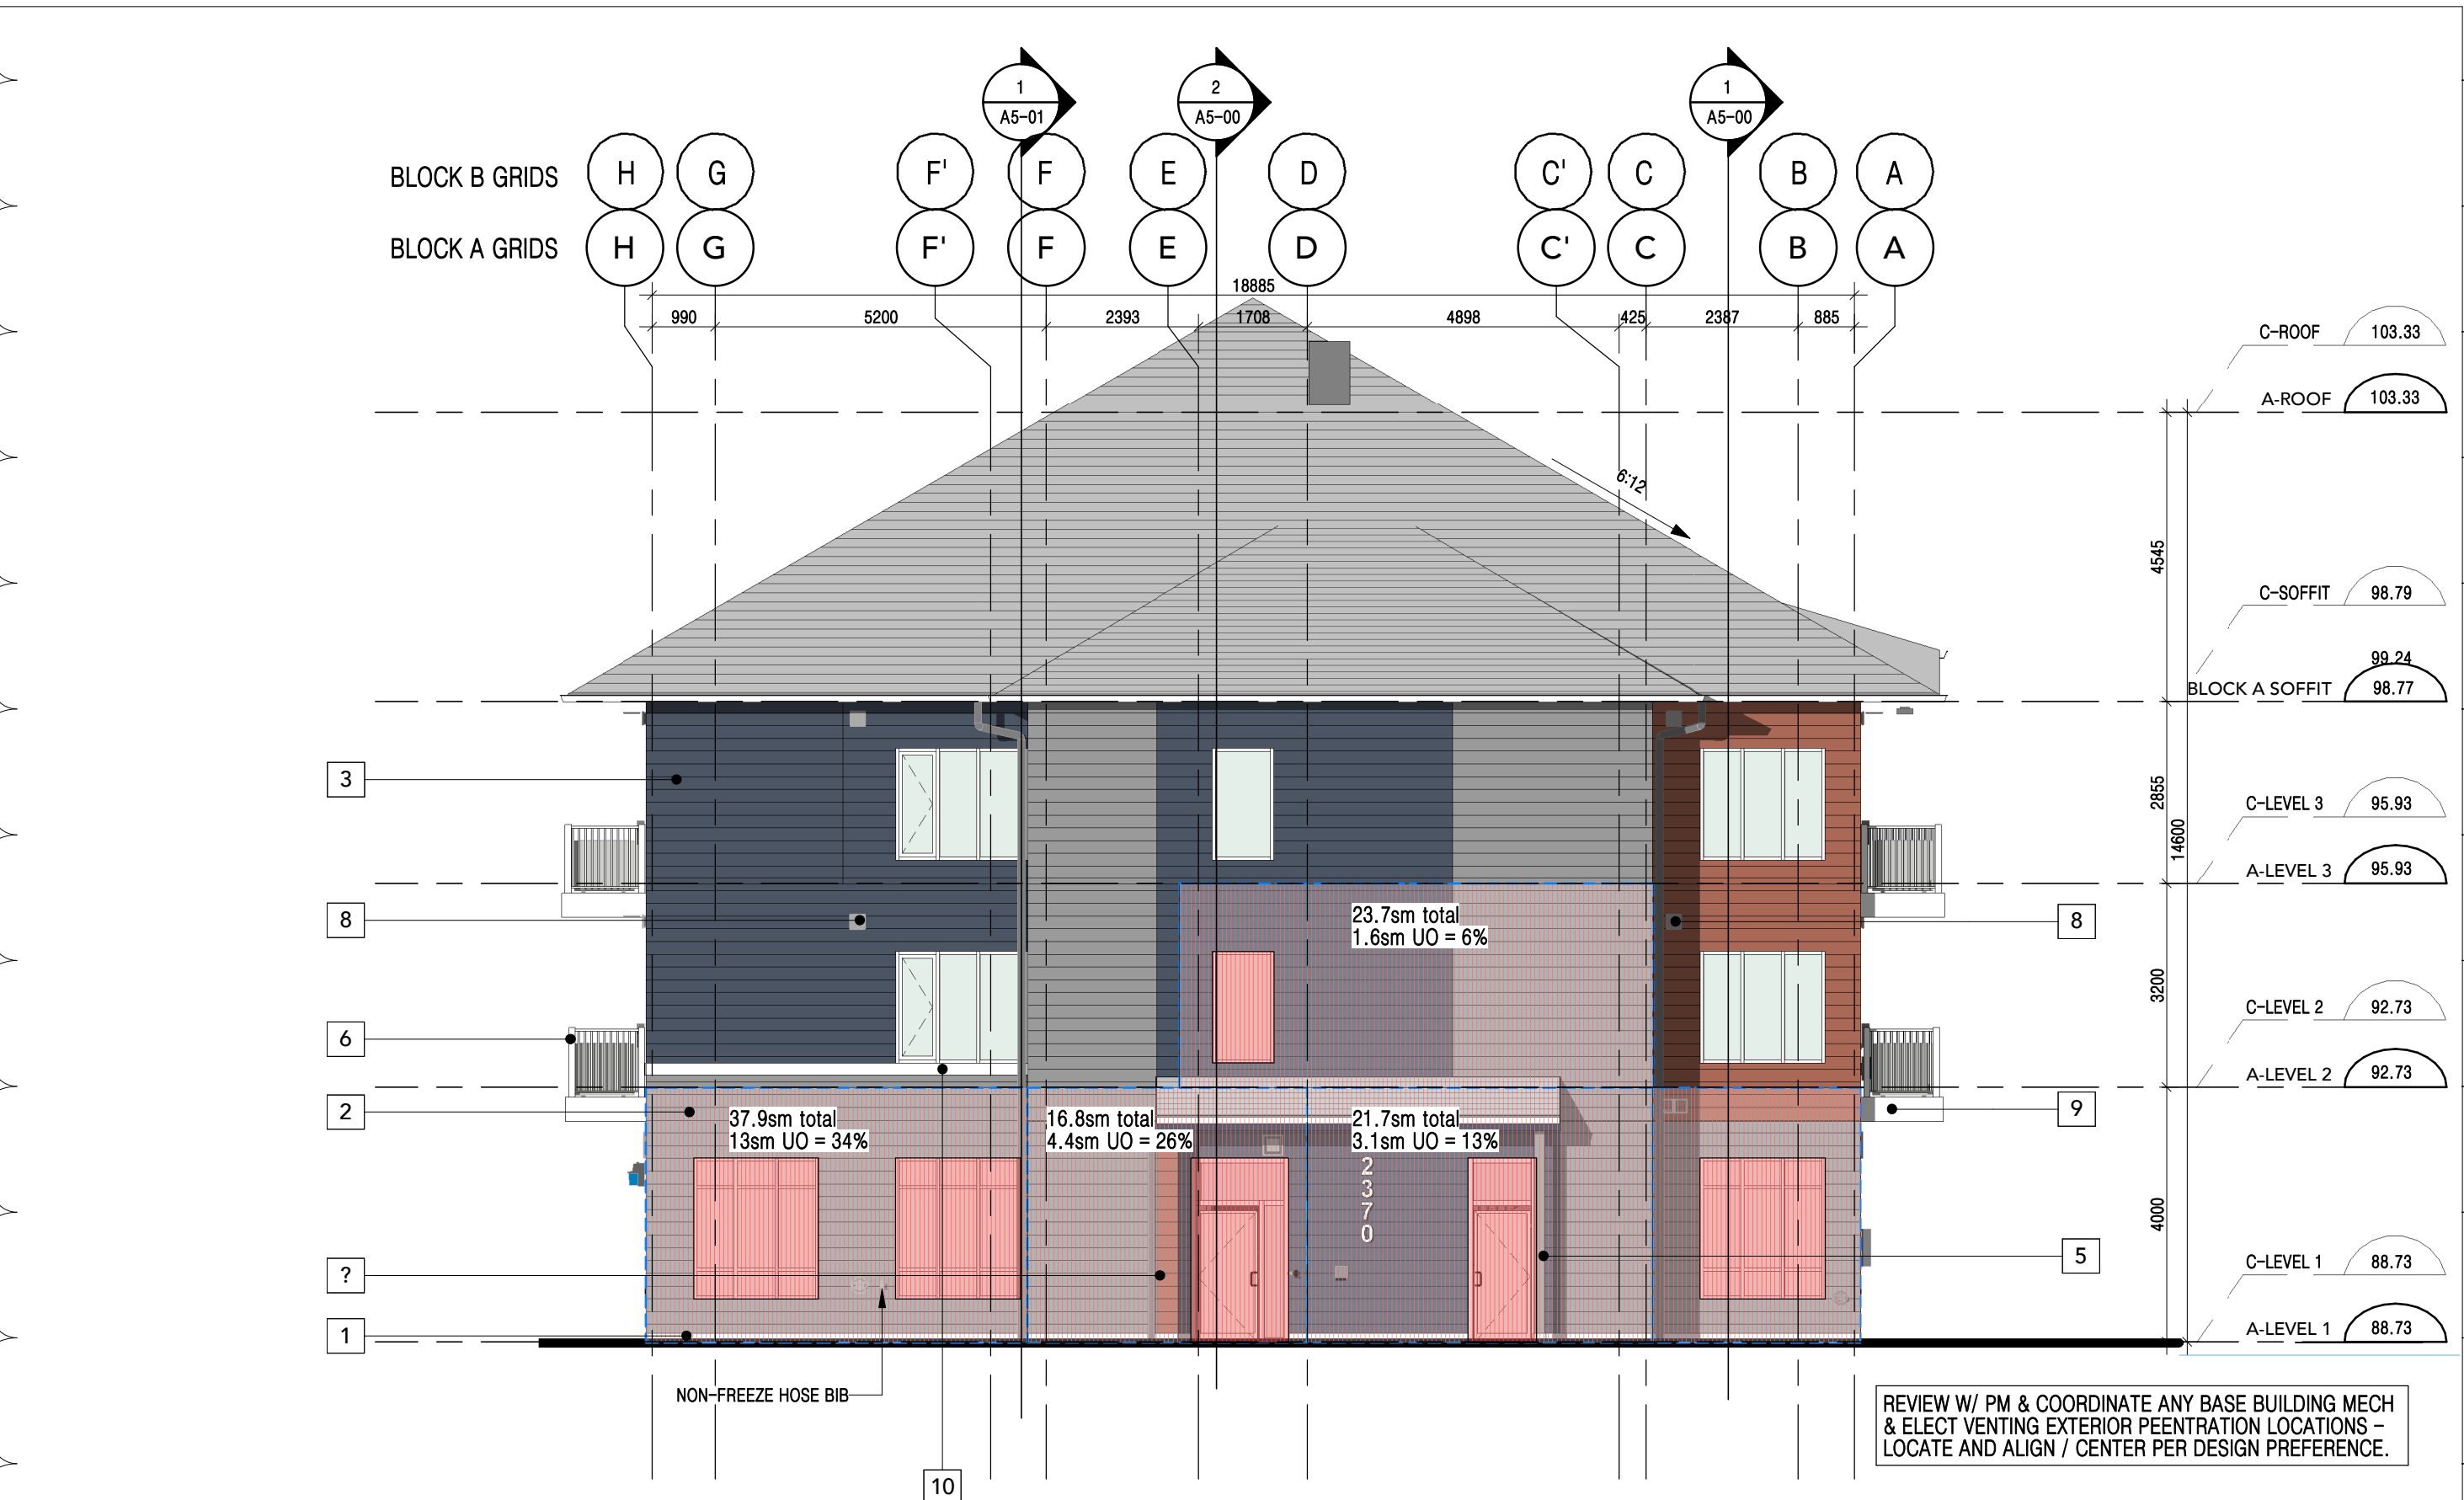 1
A5-01
2
A5-00
1
A5-00
BLOCK B GRIDS H G F' F E D C' C B A
BLOCK A GRIDS H G F' F E D C' C B A
18885
990 5200 2393 1708 4898 425 2387 885
C-ROOF 103.33
A-ROOF 103.33
6:12
4545
C-SOFFIT 98.79
99.24
BLOCK A SOFFIT 98.77
3
2855
14600
C-LEVEL 3 95.93
A-LEVEL 3 95.93
8
23.7sm total
1.6sm UO = 6%
8
3200
C-LEVEL 2 92.73
6
A-LEVEL 2 92.73
2
37.9sm total
13sm UO = 34%
16.8sm total
4.4sm UO = 26%
21.7sm total
3.1sm UO = 13%
9
2
3
7
0
4000
?
5
C-LEVEL 1 88.73
1
A-LEVEL 1 88.73
NON-FREEZE HOSE BIB
10
REVIEW W/ PM & COORDINATE ANY BASE BUILDING MECH
& ELECT VENTING EXTERIOR PEENTRATION LOCATIONS -
LOCATE AND ALIGN / CENTER PER DESIGN PREFERENCE.